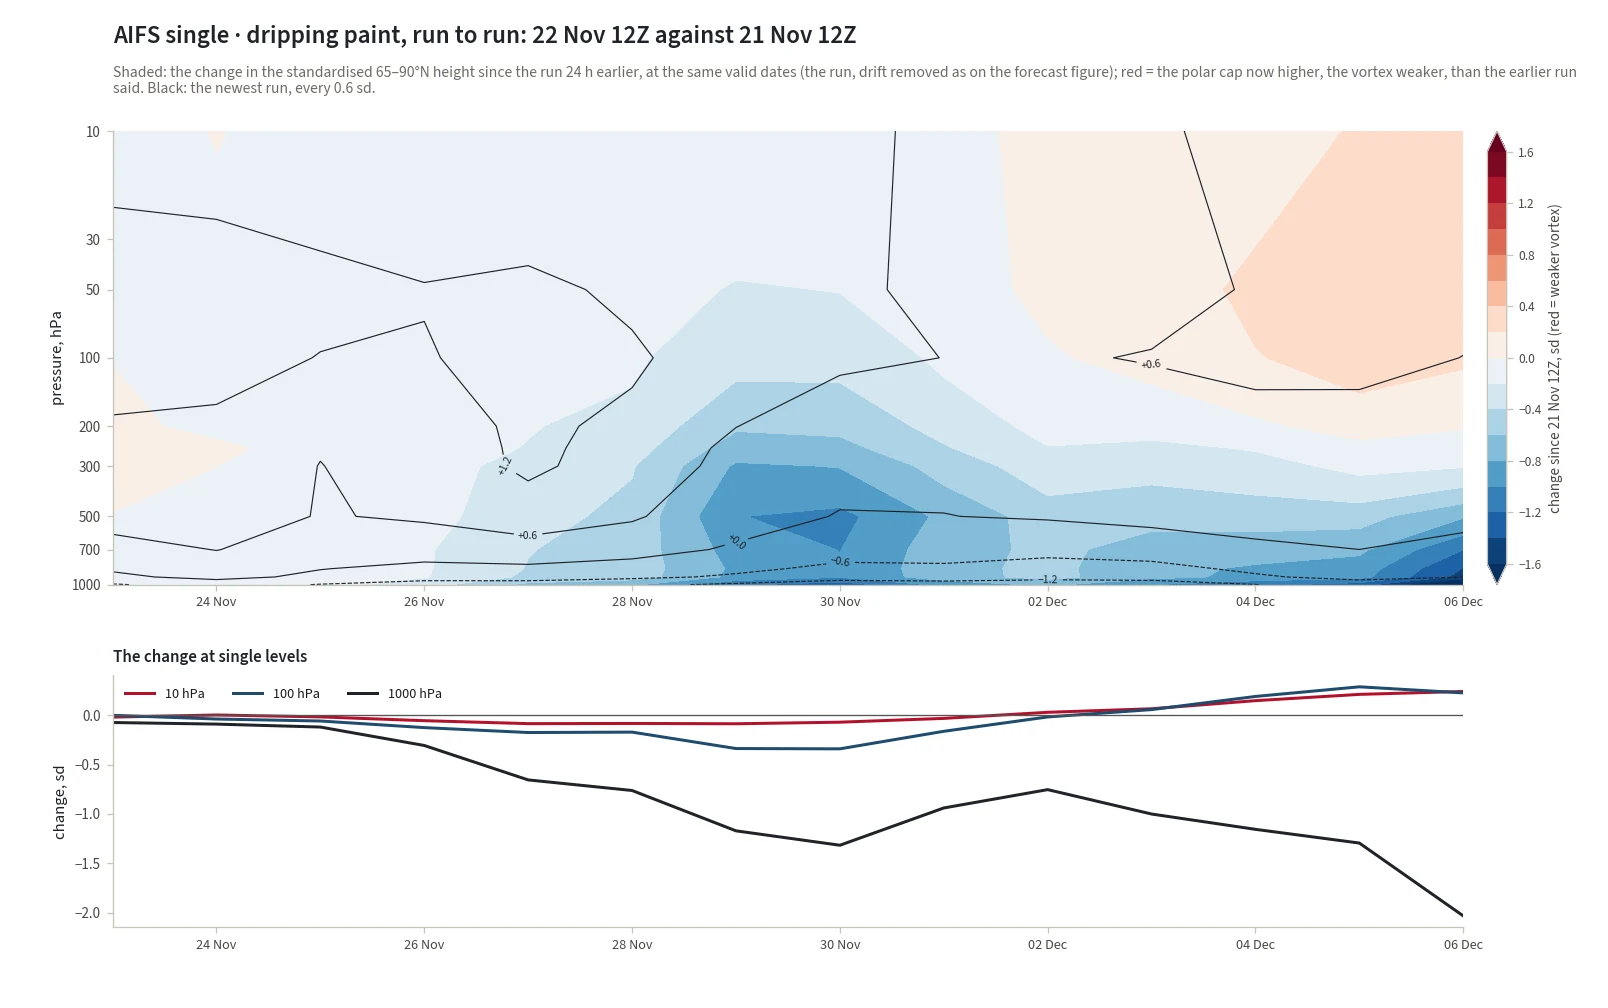 AIFS single · dripping paint, run to run: 22 Nov 12Z against 21 Nov 12Z
Shaded: the change in the standardised 65–90°N height since the run 24 h earlier, at the same valid dates (the run, drift removed as on the forecast figure); red = the polar cap now higher, the vortex weaker, than the earlier run
said. Black: the newest run, every 0.6 sd.
pressure, hPa
10
30
50
100
200
300
500
700
1000
+1.2
+0.6
+0.0
−0.6
−1.2
+0.6
24 Nov
26 Nov
28 Nov
30 Nov
02 Dec
04 Dec
06 Dec
1.6
1.2
0.8
0.4
0.0
−0.4
−0.8
−1.2
−1.6
change since 21 Nov 12Z, sd (red = weaker vortex)
The change at single levels
10 hPa
100 hPa
1000 hPa
change, sd
0.0
−0.5
−1.0
−1.5
−2.0
24 Nov
26 Nov
28 Nov
30 Nov
02 Dec
04 Dec
06 Dec